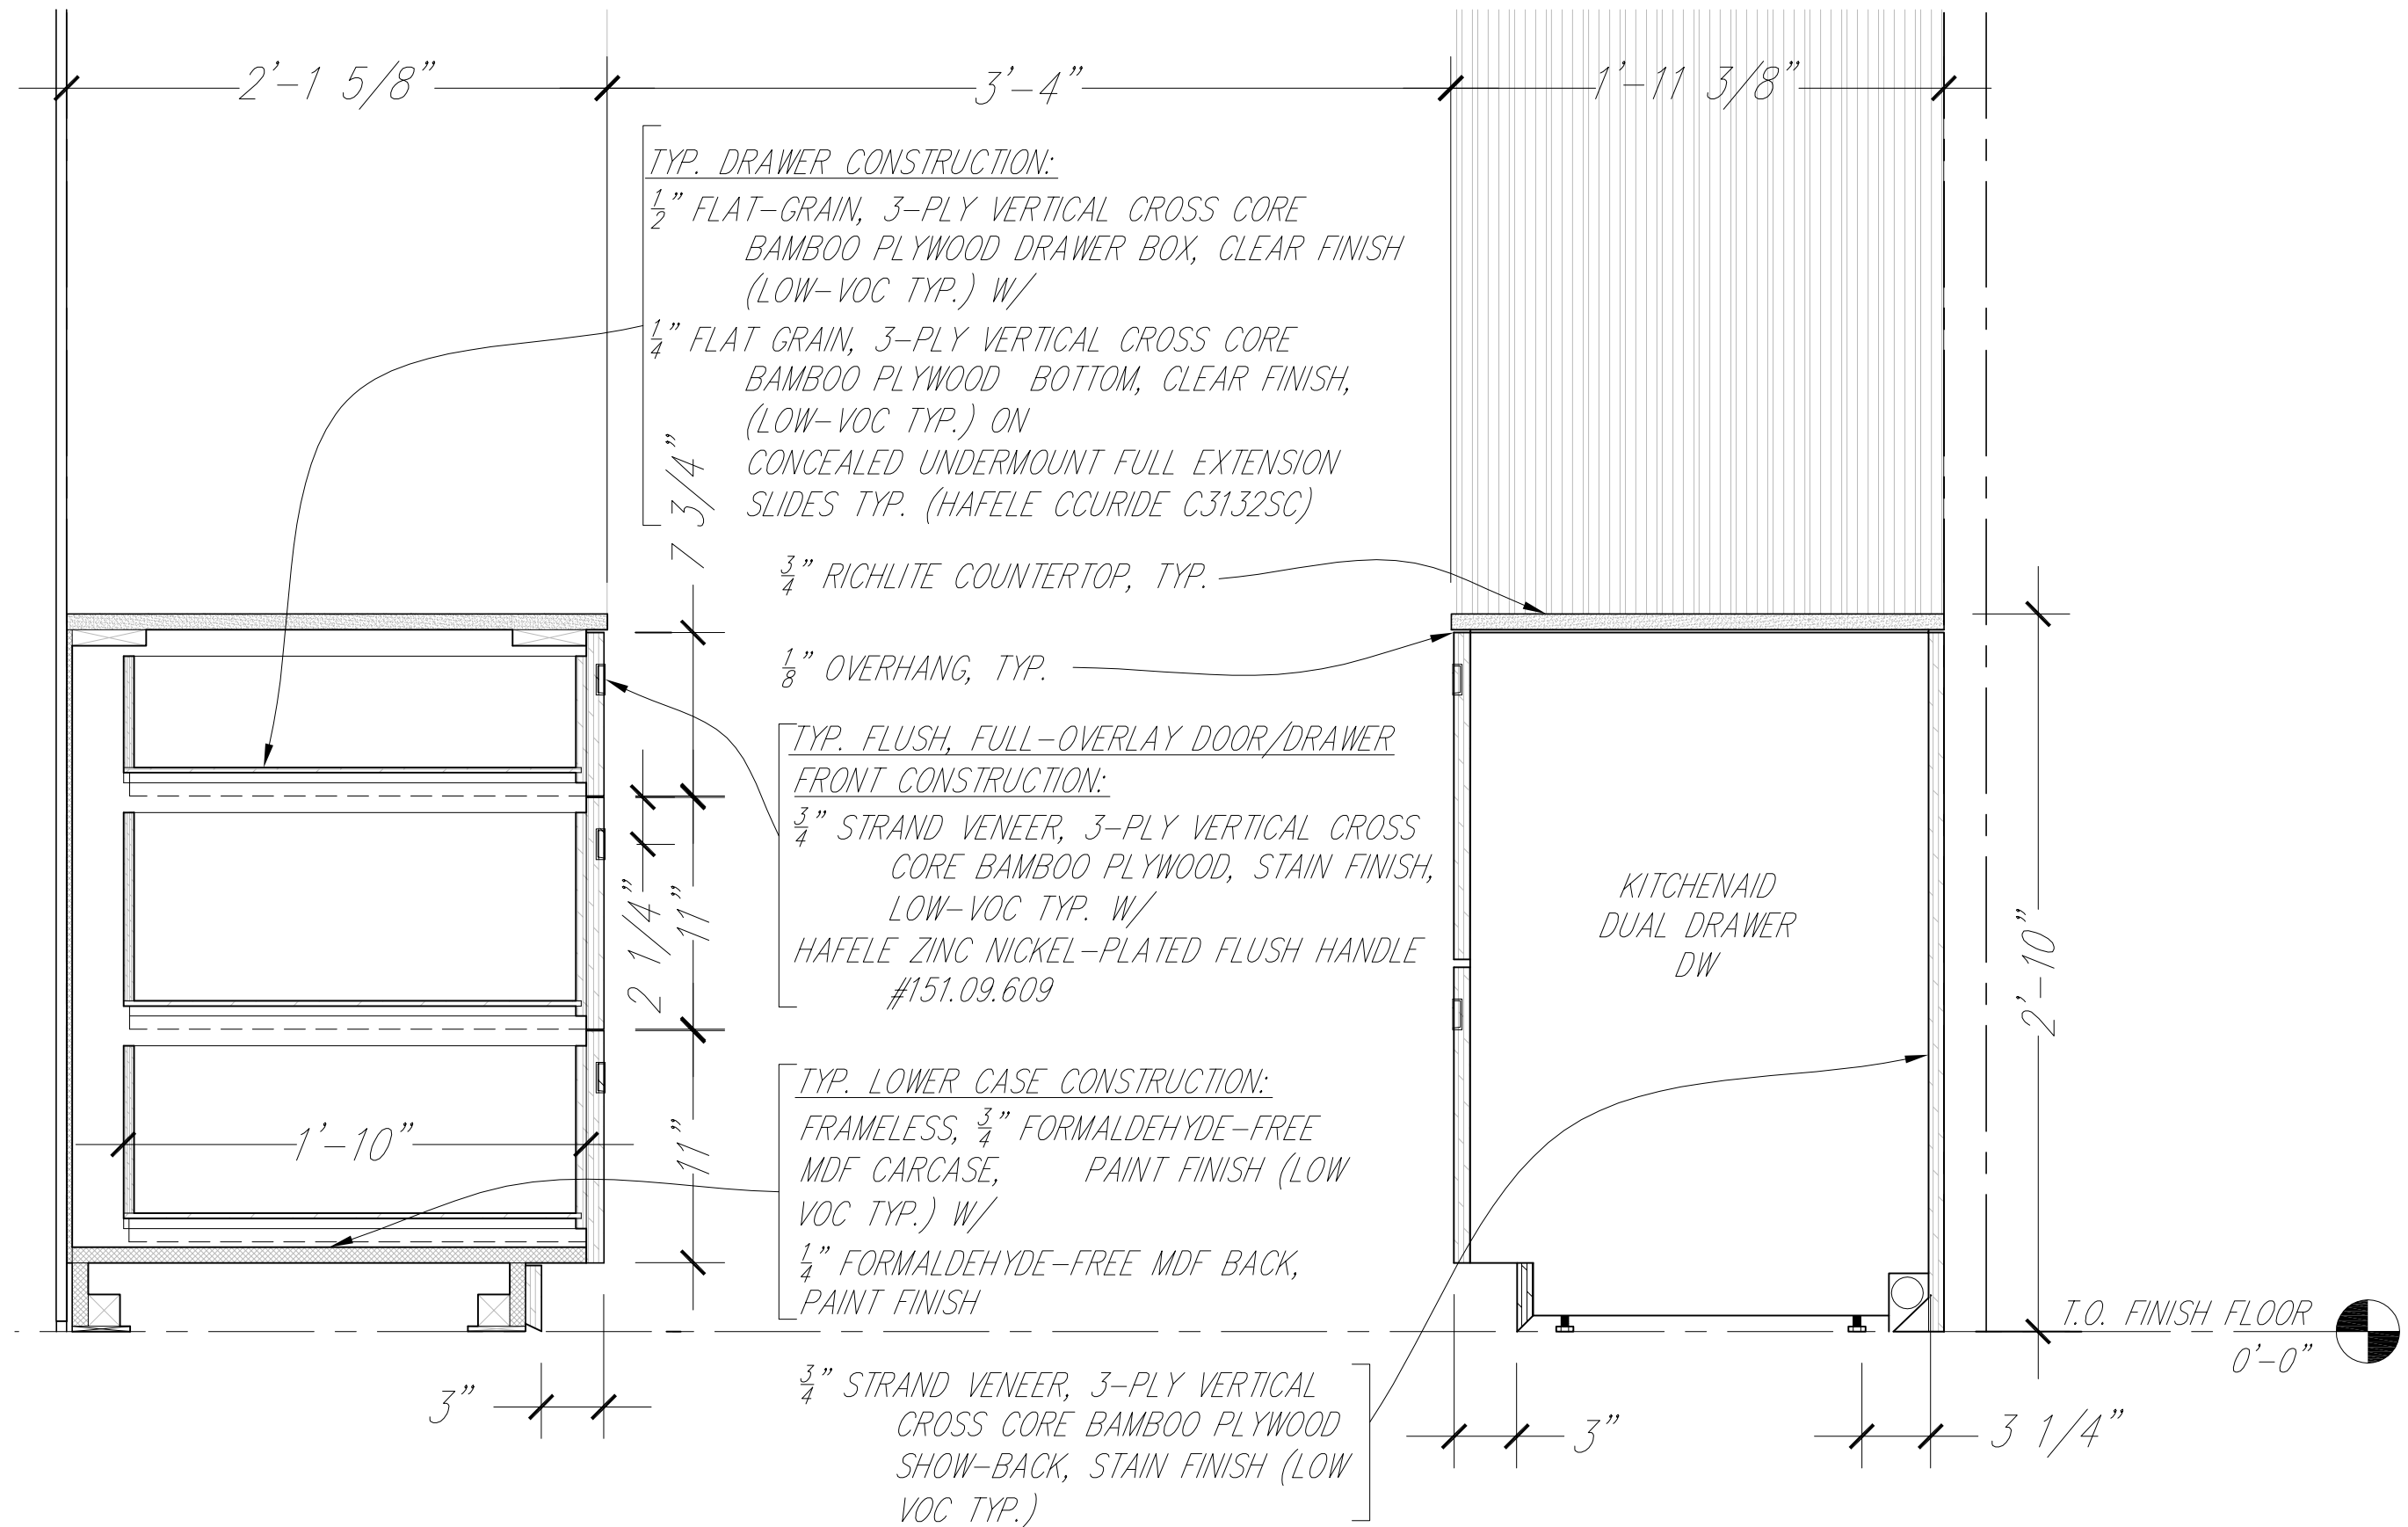 2'-1 5/8"
3'-4"
1'-11 3/8"
TYP. DRAWER CONSTRUCTION:
1/2" FLAT-GRAIN, 3-PLY VERTICAL CROSS CORE
BAMBOO PLYWOOD DRAWER BOX, CLEAR FINISH
(LOW-VOC TYP.) W/
1/4" FLAT GRAIN, 3-PLY VERTICAL CROSS CORE
BAMBOO PLYWOOD BOTTOM, CLEAR FINISH,
(LOW-VOC TYP.) ON
CONCEALED UNDERMOUNT FULL EXTENSION
SLIDES TYP. (HAFELE CCURIDE C3132SC)
7 3/4"
3/4" RICHLITE COUNTERTOP, TYP.
1/8" OVERHANG, TYP.
TYP. FLUSH, FULL-OVERLAY DOOR/DRAWER
FRONT CONSTRUCTION:
3/4" STRAND VENEER, 3-PLY VERTICAL CROSS
CORE BAMBOO PLYWOOD, STAIN FINISH,
LOW-VOC TYP. W/
HAFELE ZINC NICKEL-PLATED FLUSH HANDLE
#151.09.609
2 1/4"
11"
KITCHENAID
DUAL DRAWER
DW
2'-10"
TYP. LOWER CASE CONSTRUCTION:
FRAMELESS, 3/4" FORMALDEHYDE-FREE
MDF CARCASE, PAINT FINISH (LOW
VOC TYP.) W/
1/4" FORMALDEHYDE-FREE MDF BACK,
PAINT FINISH
1'-10"
11"
T.O. FINISH FLOOR
0'-0"
3"
3/4" STRAND VENEER, 3-PLY VERTICAL
CROSS CORE BAMBOO PLYWOOD
SHOW-BACK, STAIN FINISH (LOW
VOC TYP.)
3"
3 1/4"